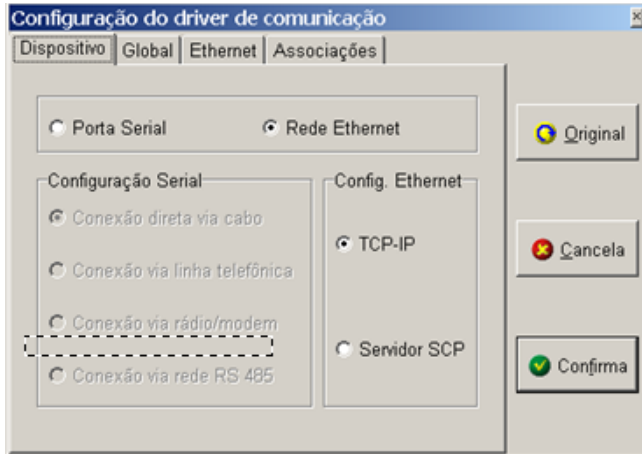 Configuração do driver de comunicação
Dispositivo Global Ethernet Associações
Porta Serial Rede Ethernet
Original
Configuração Serial Config. Ethernet
Conexão direta via cabo
TCP-IP
Cancela
Conexão via linha telefônica
Conexão via rádio/modem
Servidor SCP
Confirma
Conexão via rede RS 485